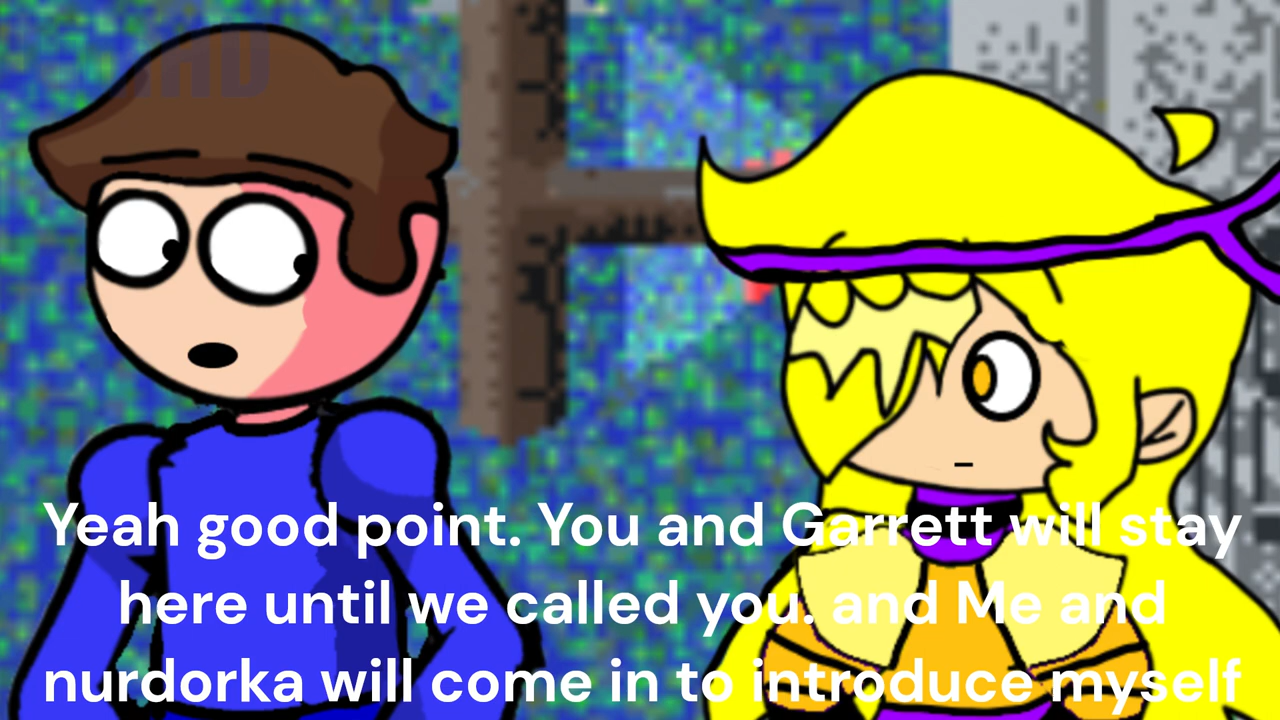 Yeah good point. You and Garrett will stay
here until we called you. and Me and
nurdorka will come in to introduce myself